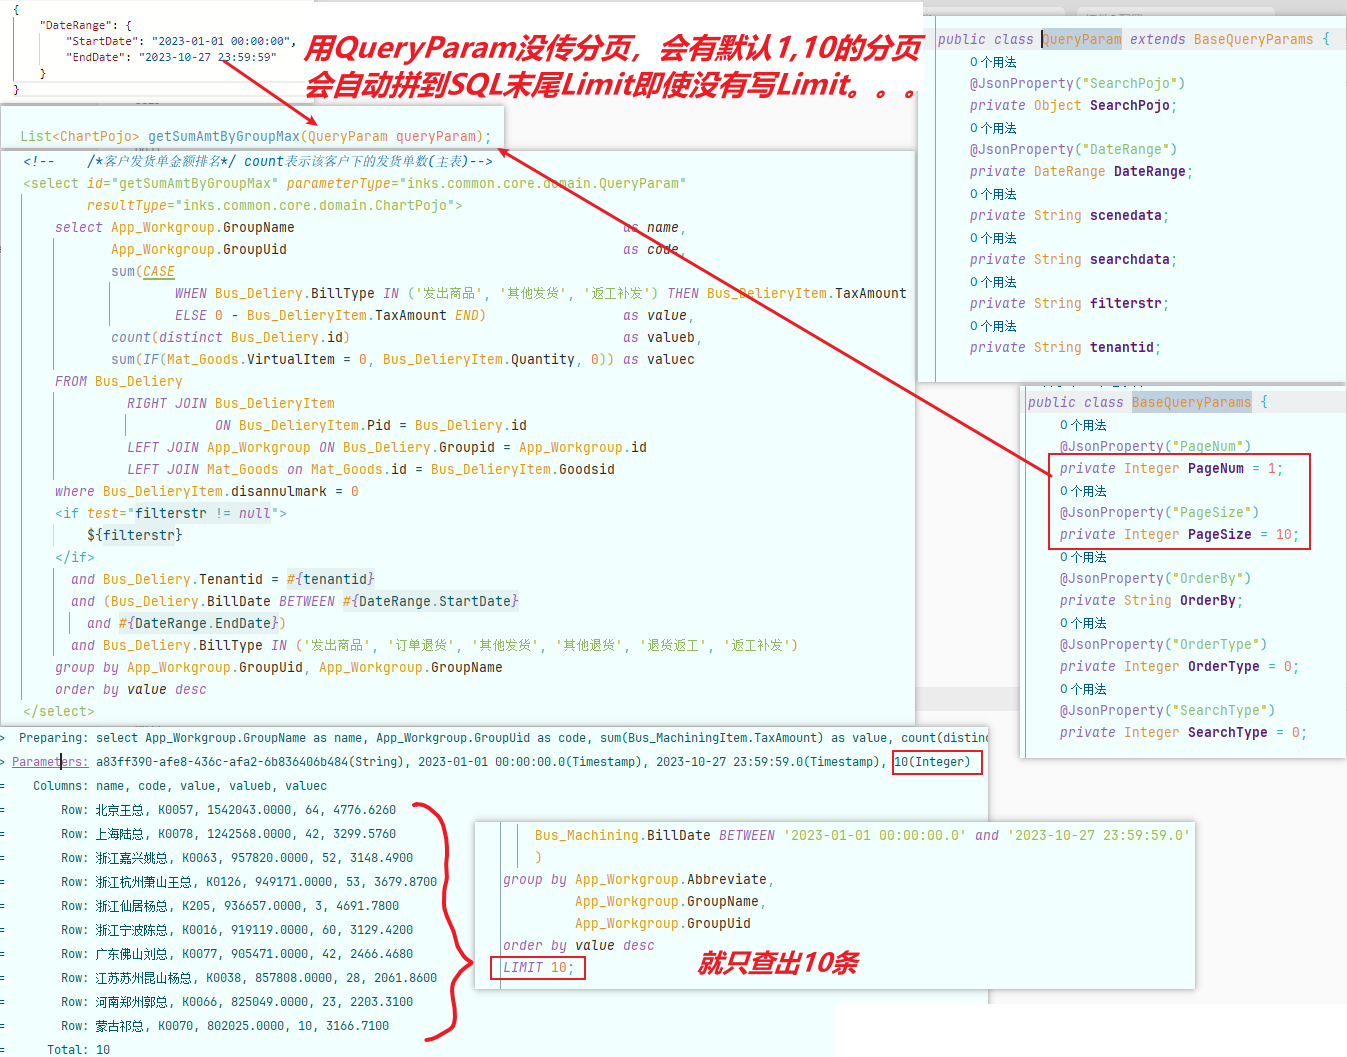 {
"DateRange": {
"StartDate": "2023-01-01 00:00:00",
"EndDate": "2023-10-27 23:59:59"
}
}
用QueryParam没传分页，会有默认1,10的分页
会自动拼到SQL末尾Limit即使没有写Limit。。。
List<ChartPojo> getSumAmtByGroupMax(QueryParam queryParam);
<!-- /*客户发货单金额排名*/ count表示该客户下的发货单数(主表)-->
<select id="getSumAmtByGroupMax" parameterType="inks.common.core.domain.QueryParam"
resultType="inks.common.core.domain.ChartPojo">
select App_Workgroup.GroupName as name,
App_Workgroup.GroupUid as code,
sum(CASE
WHEN Bus_Deliery.BillType IN ('发出商品', '其他发货', '返工补发') THEN Bus_DelieryItem.TaxAmount
ELSE 0 - Bus_DelieryItem.TaxAmount END) as value,
count(distinct Bus_Deliery.id) as valueb,
sum(IF(Mat_Goods.VirtualItem = 0, Bus_DelieryItem.Quantity, 0)) as valuec
FROM Bus_Deliery
RIGHT JOIN Bus_DelieryItem
ON Bus_DelieryItem.Pid = Bus_Deliery.id
LEFT JOIN App_Workgroup ON Bus_Deliery.Groupid = App_Workgroup.id
LEFT JOIN Mat_Goods on Mat_Goods.id = Bus_DelieryItem.Goodsid
where Bus_DelieryItem.disannulmark = 0
<if test="filterstr != null">
${filterstr}
</if>
and Bus_Deliery.Tenantid = #{tenantid}
and (Bus_Deliery.BillDate BETWEEN #{DateRange.StartDate}
and #{DateRange.EndDate})
and Bus_Deliery.BillType IN ('发出商品', '订单退货', '其他发货', '其他退货', '退货返工', '返工补发')
group by App_Workgroup.GroupUid, App_Workgroup.GroupName
order by value desc
</select>
public class QueryParam extends BaseQueryParams {
0个用法
@JsonProperty("SearchPojo")
private Object SearchPojo;
0个用法
@JsonProperty("DateRange")
private DateRange DateRange;
0个用法
private String scenedata;
0个用法
private String searchdata;
0个用法
private String filterstr;
0个用法
private String tenantid;
public class BaseQueryParams {
0个用法
@JsonProperty("PageNum")
private Integer PageNum = 1;
0个用法
@JsonProperty("PageSize")
private Integer PageSize = 10;
0个用法
@JsonProperty("OrderBy")
private String OrderBy;
0个用法
@JsonProperty("OrderType")
private Integer OrderType = 0;
0个用法
@JsonProperty("SearchType")
private Integer SearchType = 0;
> Preparing: select App_Workgroup.GroupName as name, App_Workgroup.GroupUid as code, sum(Bus_MachiningItem.TaxAmount) as value, count(distinc
> Parameters: a83ff390-afe8-436c-afa2-6b836406b484(String), 2023-01-01 00:00:00.0(Timestamp), 2023-10-27 23:59:59.0(Timestamp), 10(Integer)
= Columns: name, code, value, valueb, valuec
= Row: 北京王总, K0057, 1542043.0000, 64, 4776.6260
= Row: 上海陆总, K0078, 1242568.0000, 42, 3299.5760
= Row: 浙江嘉兴姚总, K0063, 957820.0000, 52, 3148.4900
= Row: 浙江杭州萧山王总, K0126, 949171.0000, 53, 3679.8700
= Row: 浙江仙居杨总, K205, 936657.0000, 3, 4691.7800
= Row: 浙江宁波陈总, K0016, 919119.0000, 60, 3129.4200
= Row: 广东佛山刘总, K0077, 905471.0000, 42, 2466.4680
= Row: 江苏苏州昆山杨总, K0038, 857808.0000, 28, 2061.8600
= Row: 河南郑州郭总, K0066, 825049.0000, 23, 2203.3100
= Row: 蒙古祁总, K0070, 802025.0000, 10, 3166.7100
= Total: 10
Bus_Machining.BillDate BETWEEN '2023-01-01 00:00:00.0' and '2023-10-27 23:59:59.0'
)
group by App_Workgroup.Abbreviate,
App_Workgroup.GroupName,
App_Workgroup.GroupUid
order by value desc
LIMIT 10;
就只查出10条